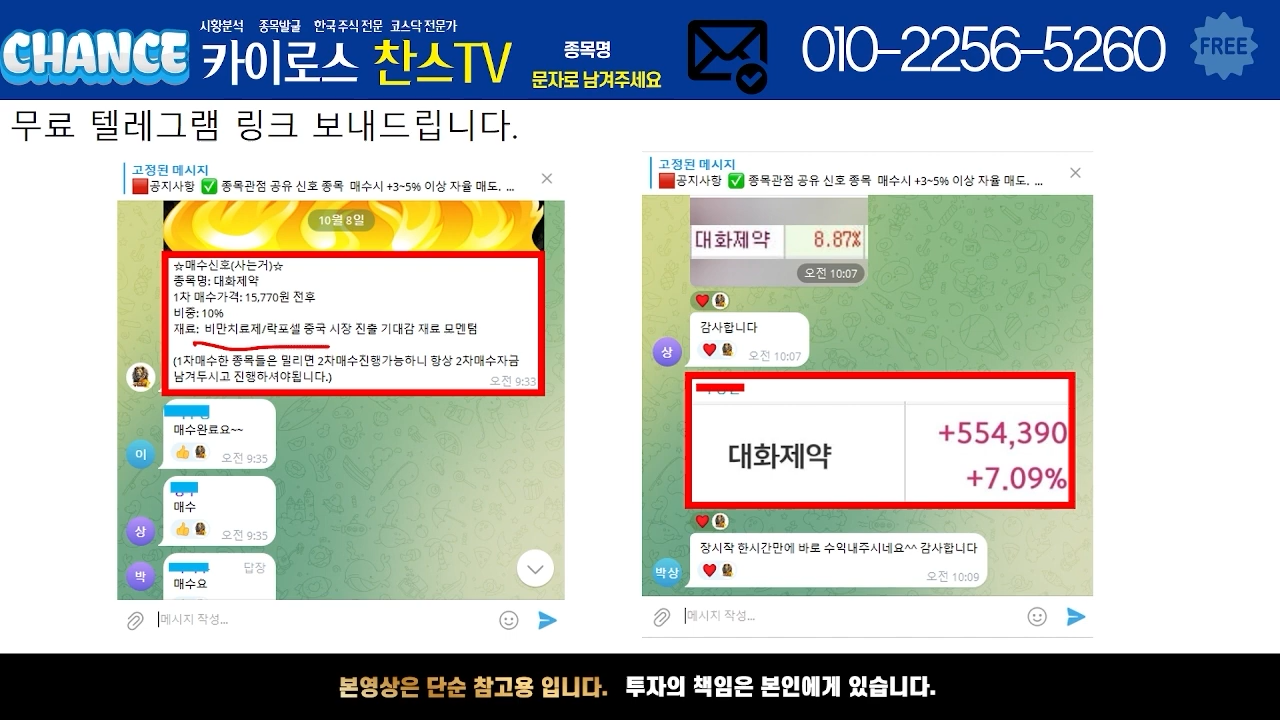 CHANCE
시황분석 종목발굴 한국 주식 전문 코스닥 전문가
카이로스 찬스TV
종목명
문자로 남겨주세요
010-2256-5260
FREE
무료 텔레그램 링크 보내드립니다.
고정된 메시지
공지사항 ✅ 종목관점 공유 신호 종목 매수시 +3~5% 이상 자율 매도. ...
10월 8일
☆매수신호(사는거)☆
종목명: 대화제약
1차 매수가격: 15,770원 전후
비중: 10%
재료: 비만치료제/락포셀 중국 시장 진출 기대감 재료 모멘텀
(1차매수한 종목들은 밀리면 2차매수진행가능하니 항상 2차매수자금
남겨두시고 진행하셔야됩니다.)
오전 9:33
이
매수완료요~~
오전 9:35
상
매수
오전 9:35
박
답장
매수요
메시지 작성...
고정된 메시지
공지사항 ✅ 종목관점 공유 신호 종목 매수시 +3~5% 이상 자율 매도. ...
대화제약 8.87%
오전 10:07
상
감사합니다
오전 10:07
대화제약
+554,390
+7.09%
박상
장시작 한시간만에 바로 수익내주시네요^^ 감사합니다
오전 10:09
메시지 작성...
본영상은 단순 참고용 입니다. 투자의 책임은 본인에게 있습니다.